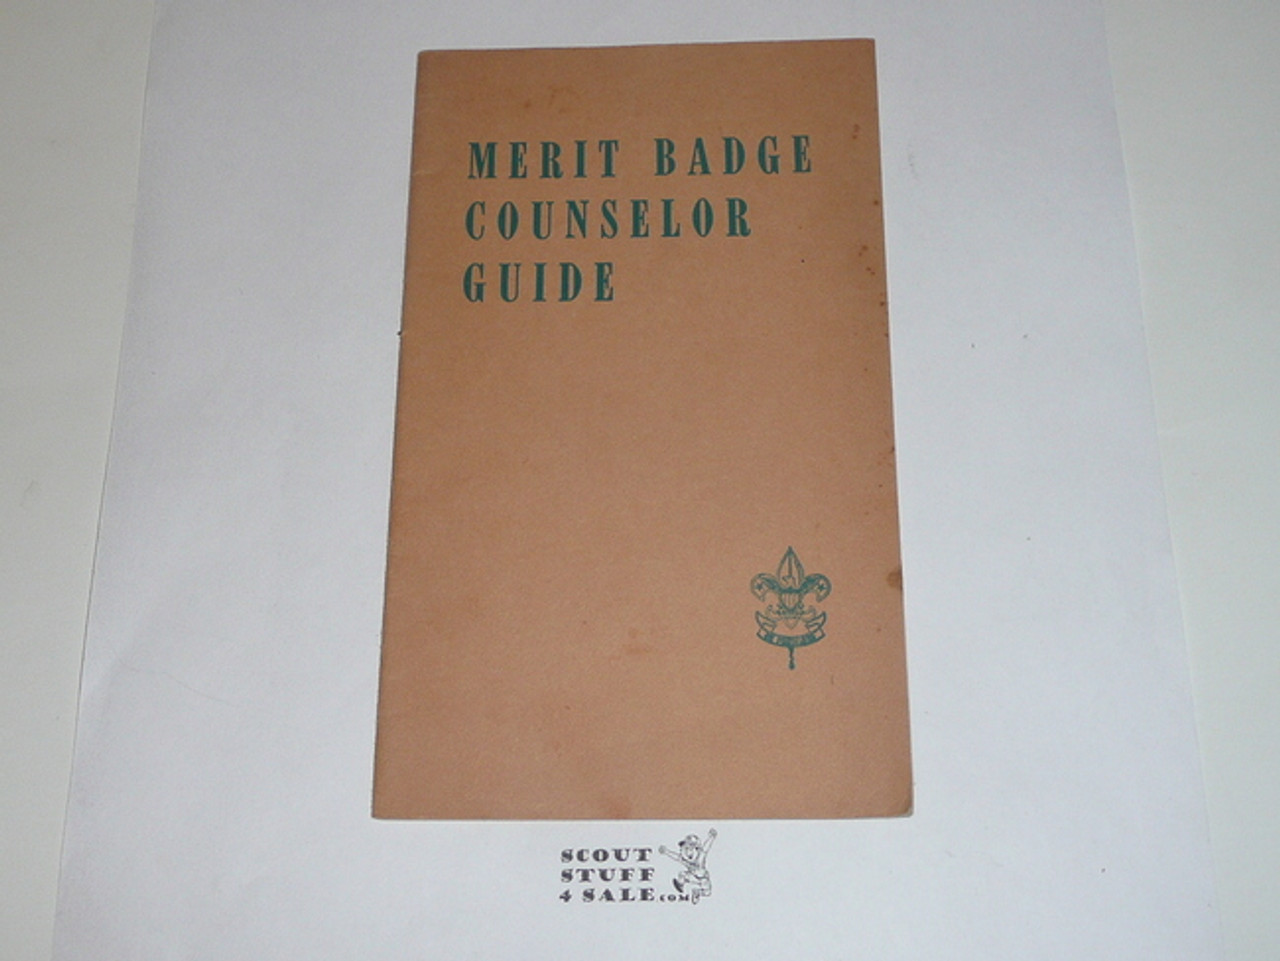 MERIT BADGE
COUNSELOR
GUIDE
SCOUT
STUFF
4 SALE.COM